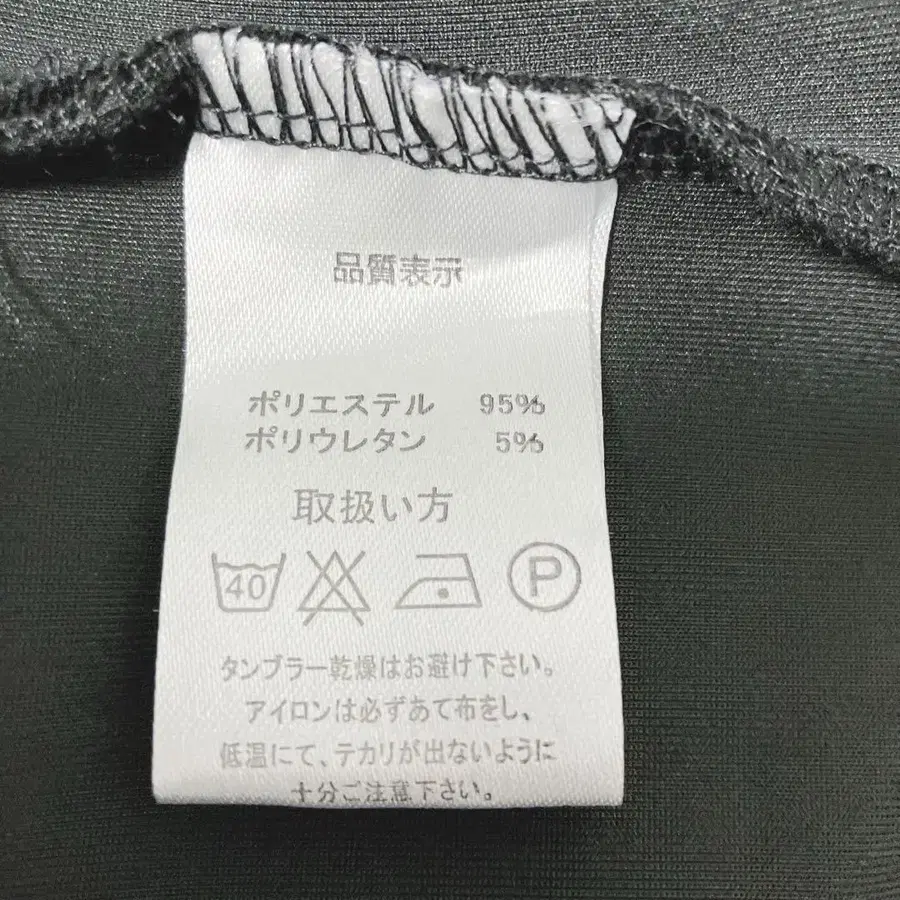 品質表示
ポリエステル 95%
ポリウレタン 5%
取扱い方
40 P
タンブラー乾燥はお避け下さい。
アイロンは必ずあて布をし、
低温にて、テカリが出ないように
十分ご注意下さい。